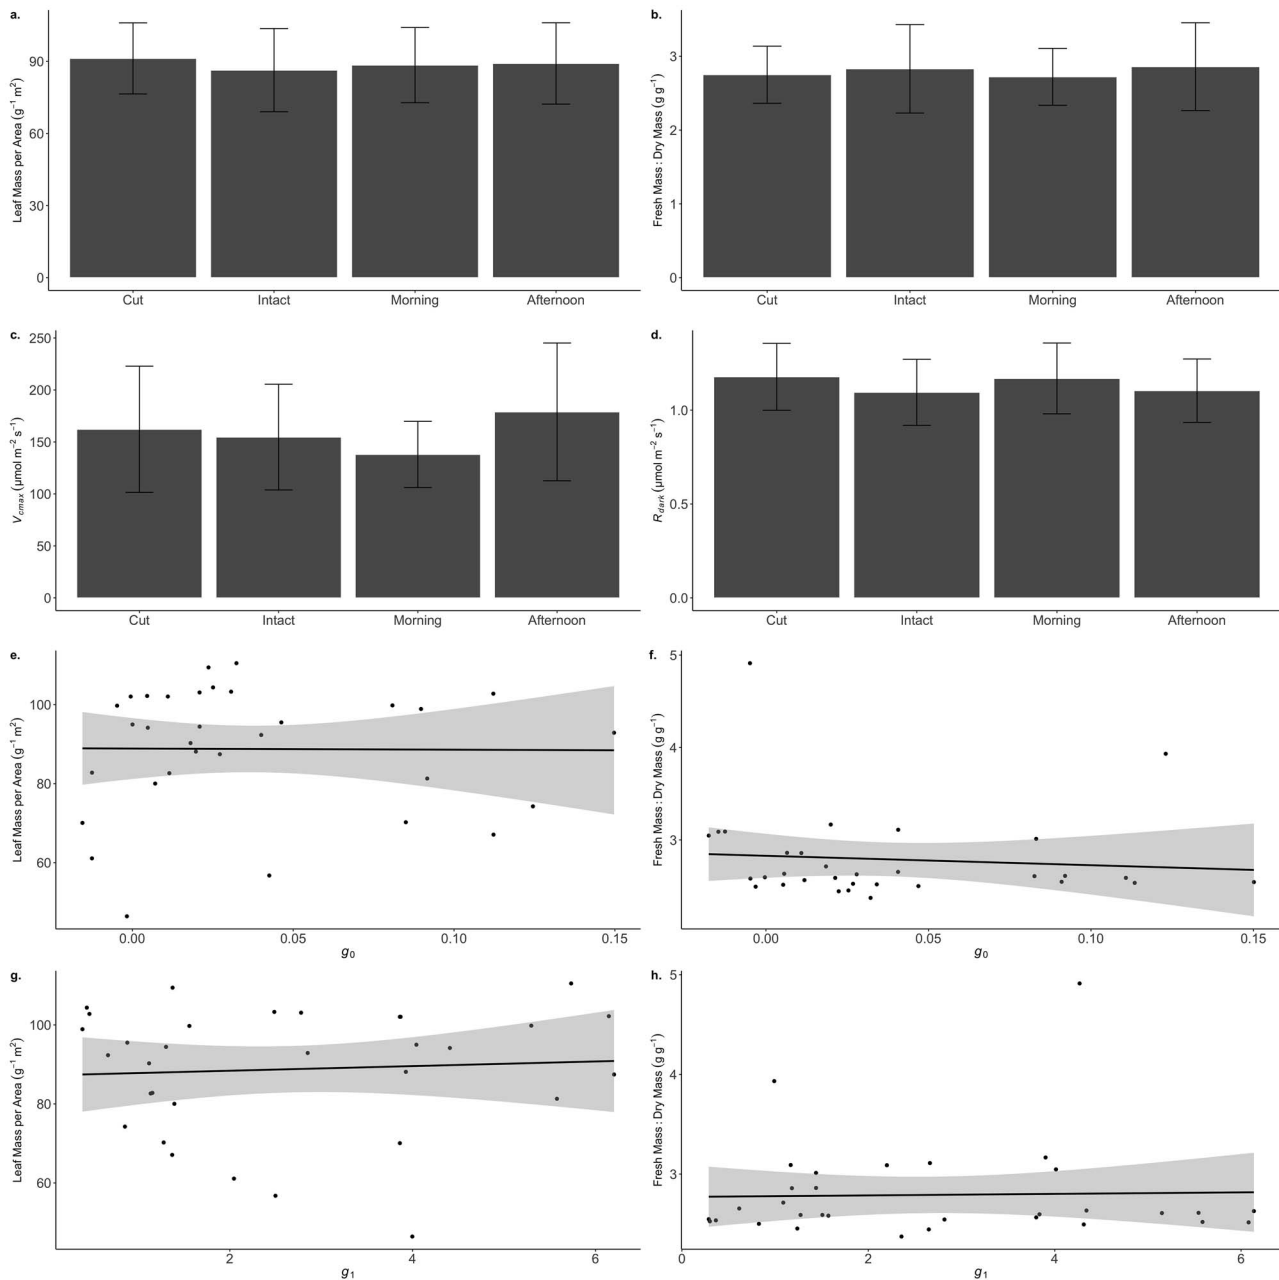 a.
Leaf Mass per Area (g⁻¹ m²)
90
60
30
0
Cut Intact Morning Afternoon
b.
Fresh Mass : Dry Mass (g g⁻¹)
3
2
1
0
Cut Intact Morning Afternoon
c.
Vcmax (µmol m⁻² s⁻¹)
250
200
150
100
50
0
Cut Intact Morning Afternoon
d.
Rdark (µmol m⁻² s⁻¹)
1.0
0.5
0.0
Cut Intact Morning Afternoon
e.
Leaf Mass per Area (g⁻¹ m²)
100
80
60
0.00 0.05 0.10 0.15
g₀
f.
Fresh Mass : Dry Mass (g g⁻¹)
5
4
3
0.00 0.05 0.10 0.15
g₀
g.
Leaf Mass per Area (g⁻¹ m²)
100
80
60
2 4 6
g₁
h.
Fresh Mass : Dry Mass (g g⁻¹)
5
4
3
0 2 4 6
g₁